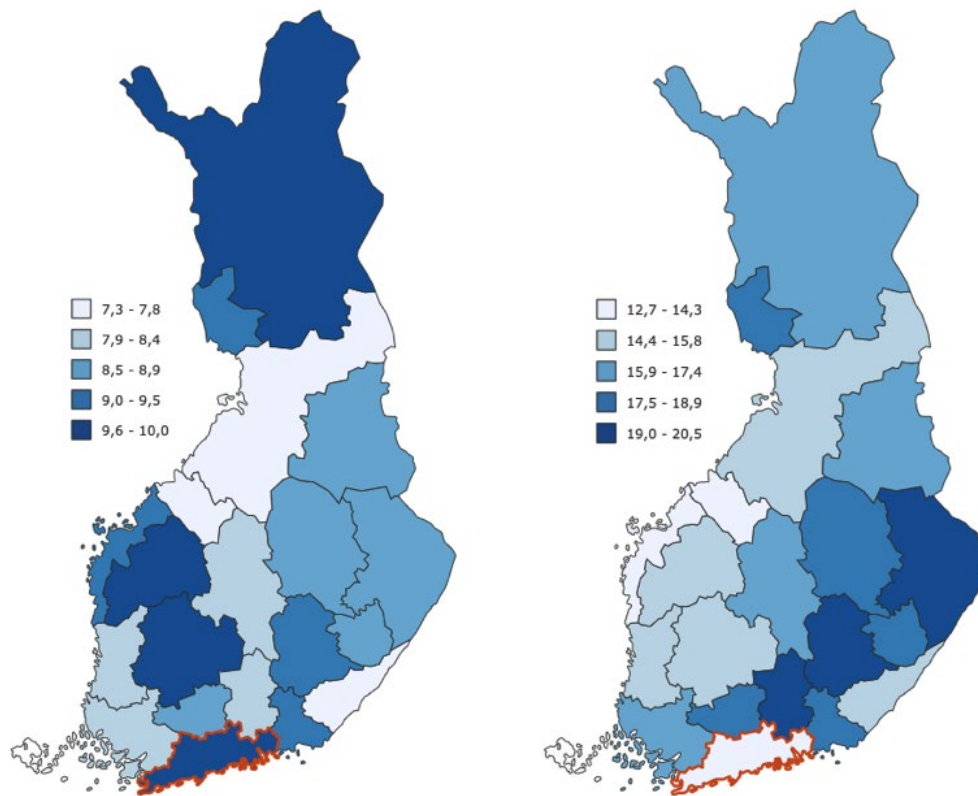 7,3 - 7,8
7,9 - 8,4
8,5 - 8,9
9,0 - 9,5
9,6 - 10,0
12,7 - 14,3
14,4 - 15,8
15,9 - 17,4
17,5 - 18,9
19,0 - 20,5